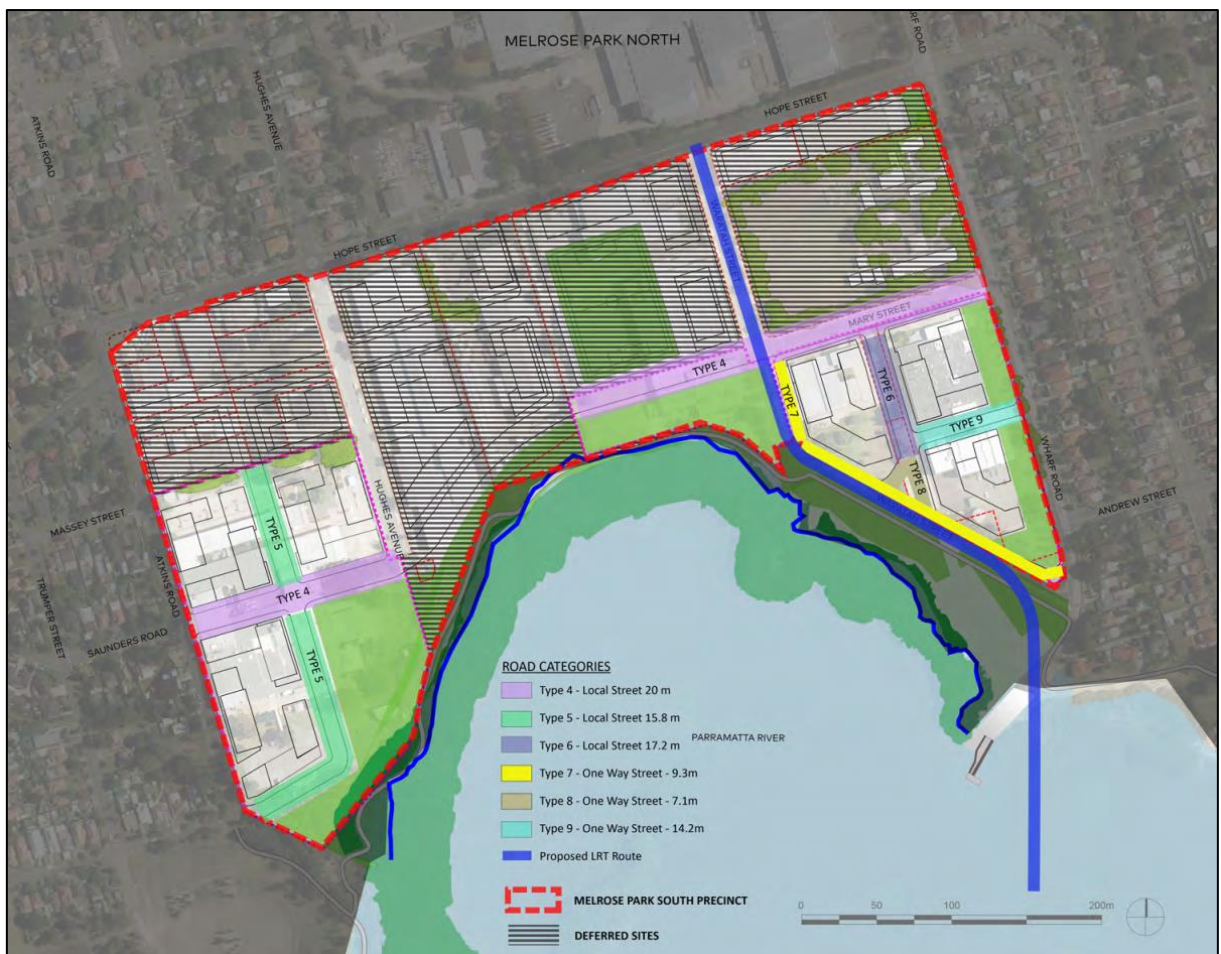 MELROSE PARK NORTH
RF ROAD
HUGHES AVENUE
ATKINS ROAD
HOPE STREET
HOPE STREET
WARATAH STREET
MARY STREET
TYPE 4
TYPE 7
TYPE 6
TYPE 9
TYPE 8
WHARF ROAD
ANDREW STREET
MASSEY STREET
ATKINS ROAD
TRUMPER STREET
SAUNDERS ROAD
TYPE 5
HUGHES AVENUE
TYPE 4
TYPE 5
ROAD CATEGORIES
Type 4 - Local Street 20 m
Type 5 - Local Street 15.8 m
Type 6 - Local Street 17.2 m
PARRAMATTA RIVER
Type 7 - One Way Street - 9.3m
Type 8 - One Way Street - 7.1m
Type 9 - One Way Street - 14.2m
Proposed LRT Route
MELROSE PARK SOUTH PRECINCT
DEFERRED SITES
0 50 100 200m